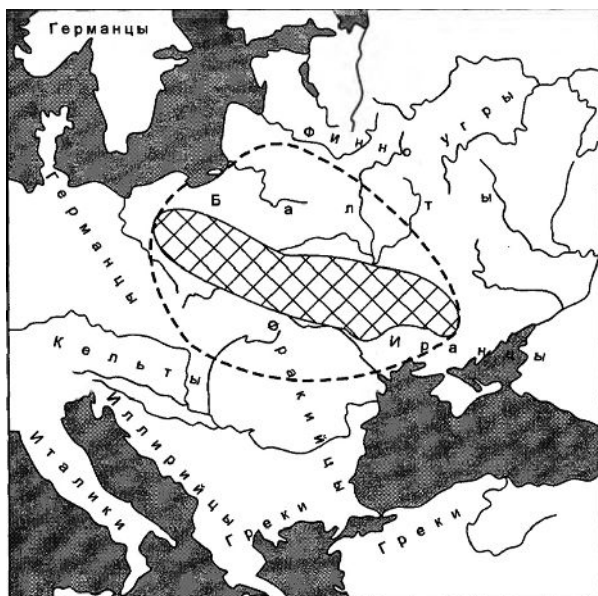 Германцы
Финно угры
Балты
Германцы
Фракийцы
Иранцы
Кельты
Иллирийцы
Италики
Греки
Греки